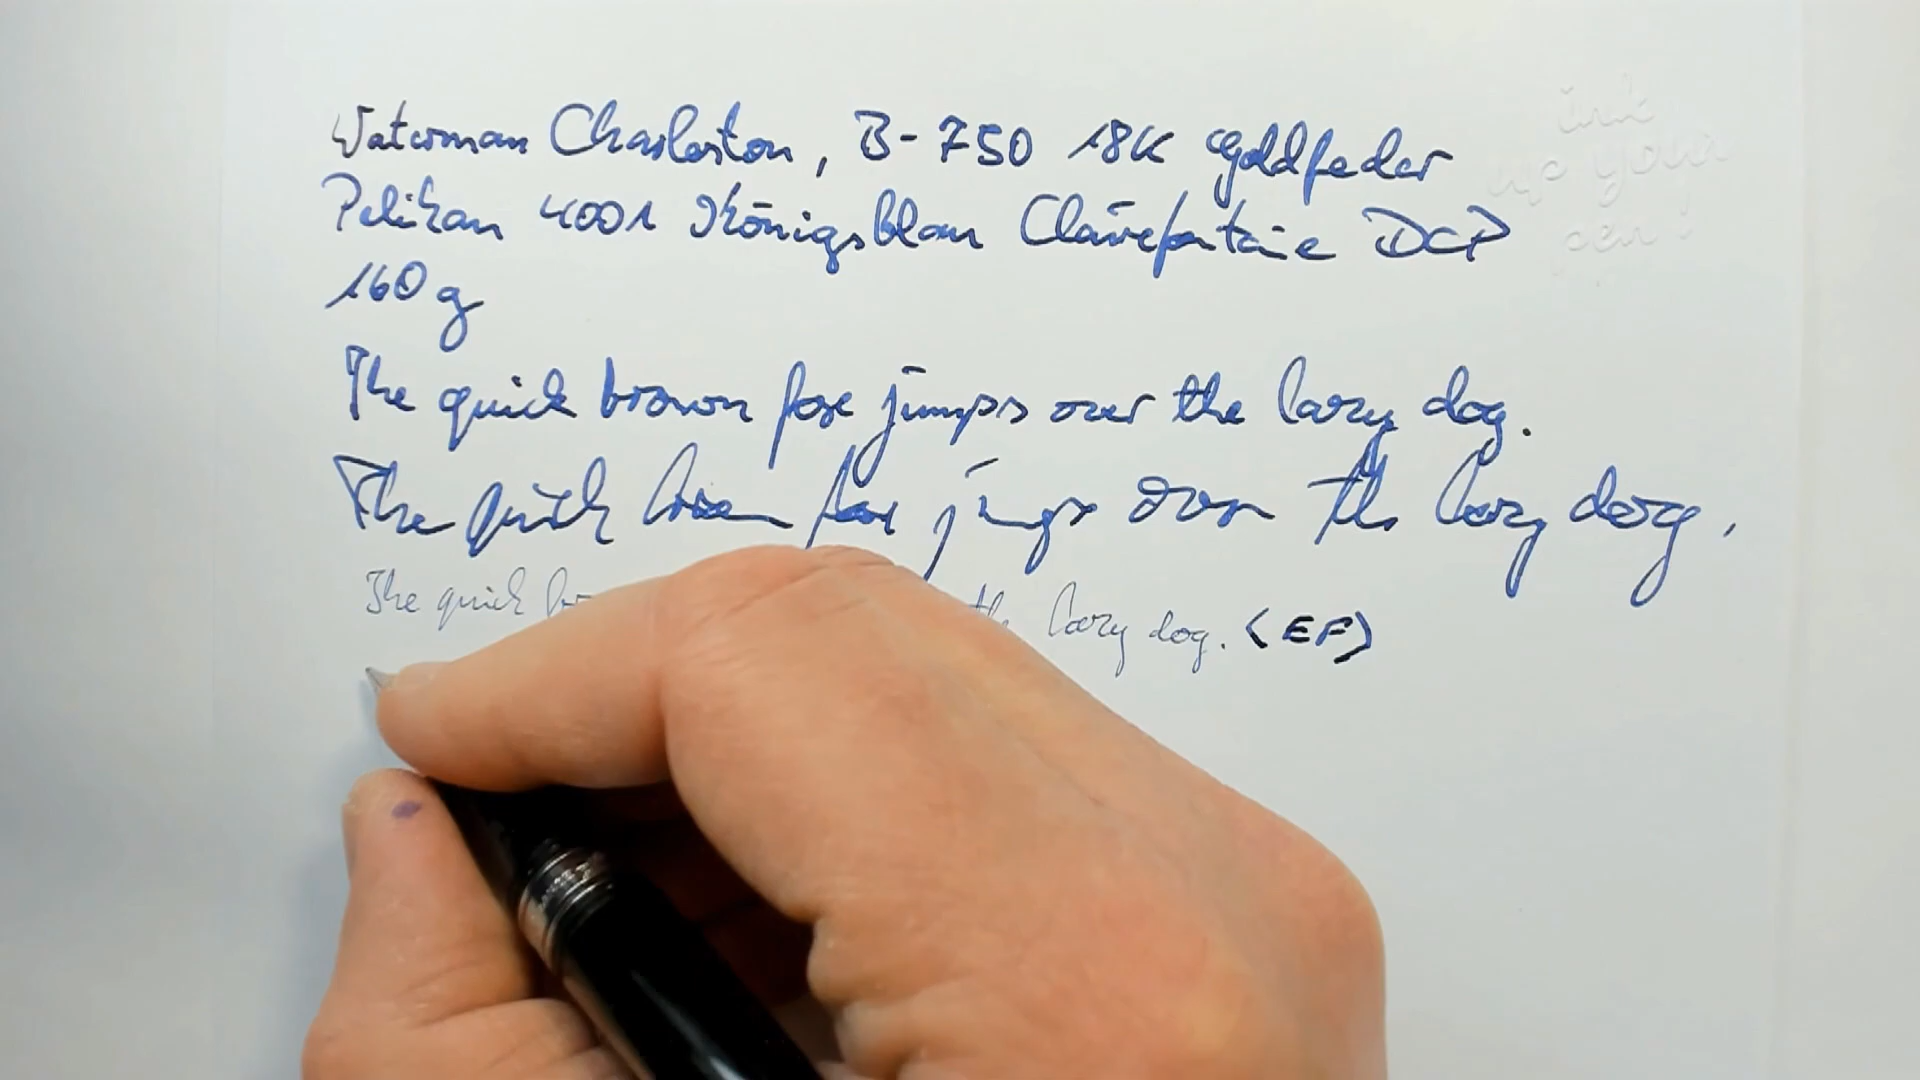 Waterman Charleston, B-750 18K Goldfeder
Pelikan 4001 Königsblau Clairefontaine DCP
160 g
The quick brown fox jumps over the lazy dog.
The quick brown fox jumps over the lazy dog.
The quick the lazy dog. (EF)
ink
up your
pen!